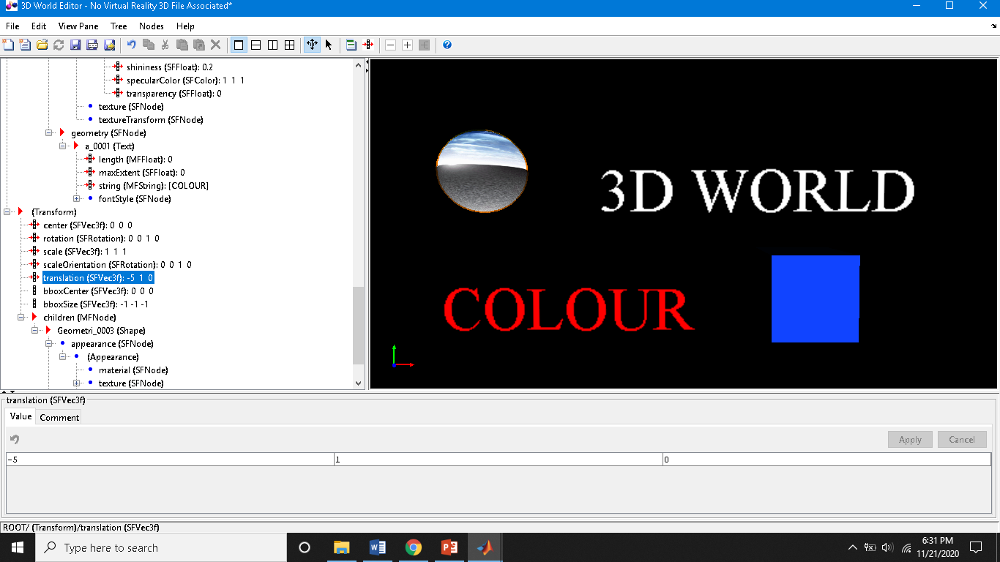 3D World Editor - No Virtual Reality 3D File Associated*
File Edit View Pane Tree Nodes Help
shininess (SFFloat): 0.2
specularColor (SFColor): 1 1 1
transparency (SFFloat): 0
texture (SFNode)
textureTransform (SFNode)
geometry (SFNode)
a_0001 (Text)
length (MFFloat): 0
maxExtent (SFFloat): 0
string (MFString): [COLOUR]
fontStyle (SFNode)
(Transform)
center (SFVec3f): 0 0 0
rotation (SFRotation): 0 0 1 0
scale (SFVec3f): 1 1 1
scaleOrientation (SFRotation): 0 0 1 0
translation (SFVec3f): -5 1 0
bboxCenter (SFVec3f): 0 0 0
bboxSize (SFVec3f): -1 -1 -1
children (MFNode)
Geometri_0003 (Shape)
appearance (SFNode)
(Appearance)
material (SFNode)
texture (SFNode)
3D WORLD
COLOUR
translation (SFVec3f)
Value Comment
Apply Cancel
-5 1 0
ROOT/ (Transform)/translation (SFVec3f)
Type here to search
6:31 PM
11/21/2020